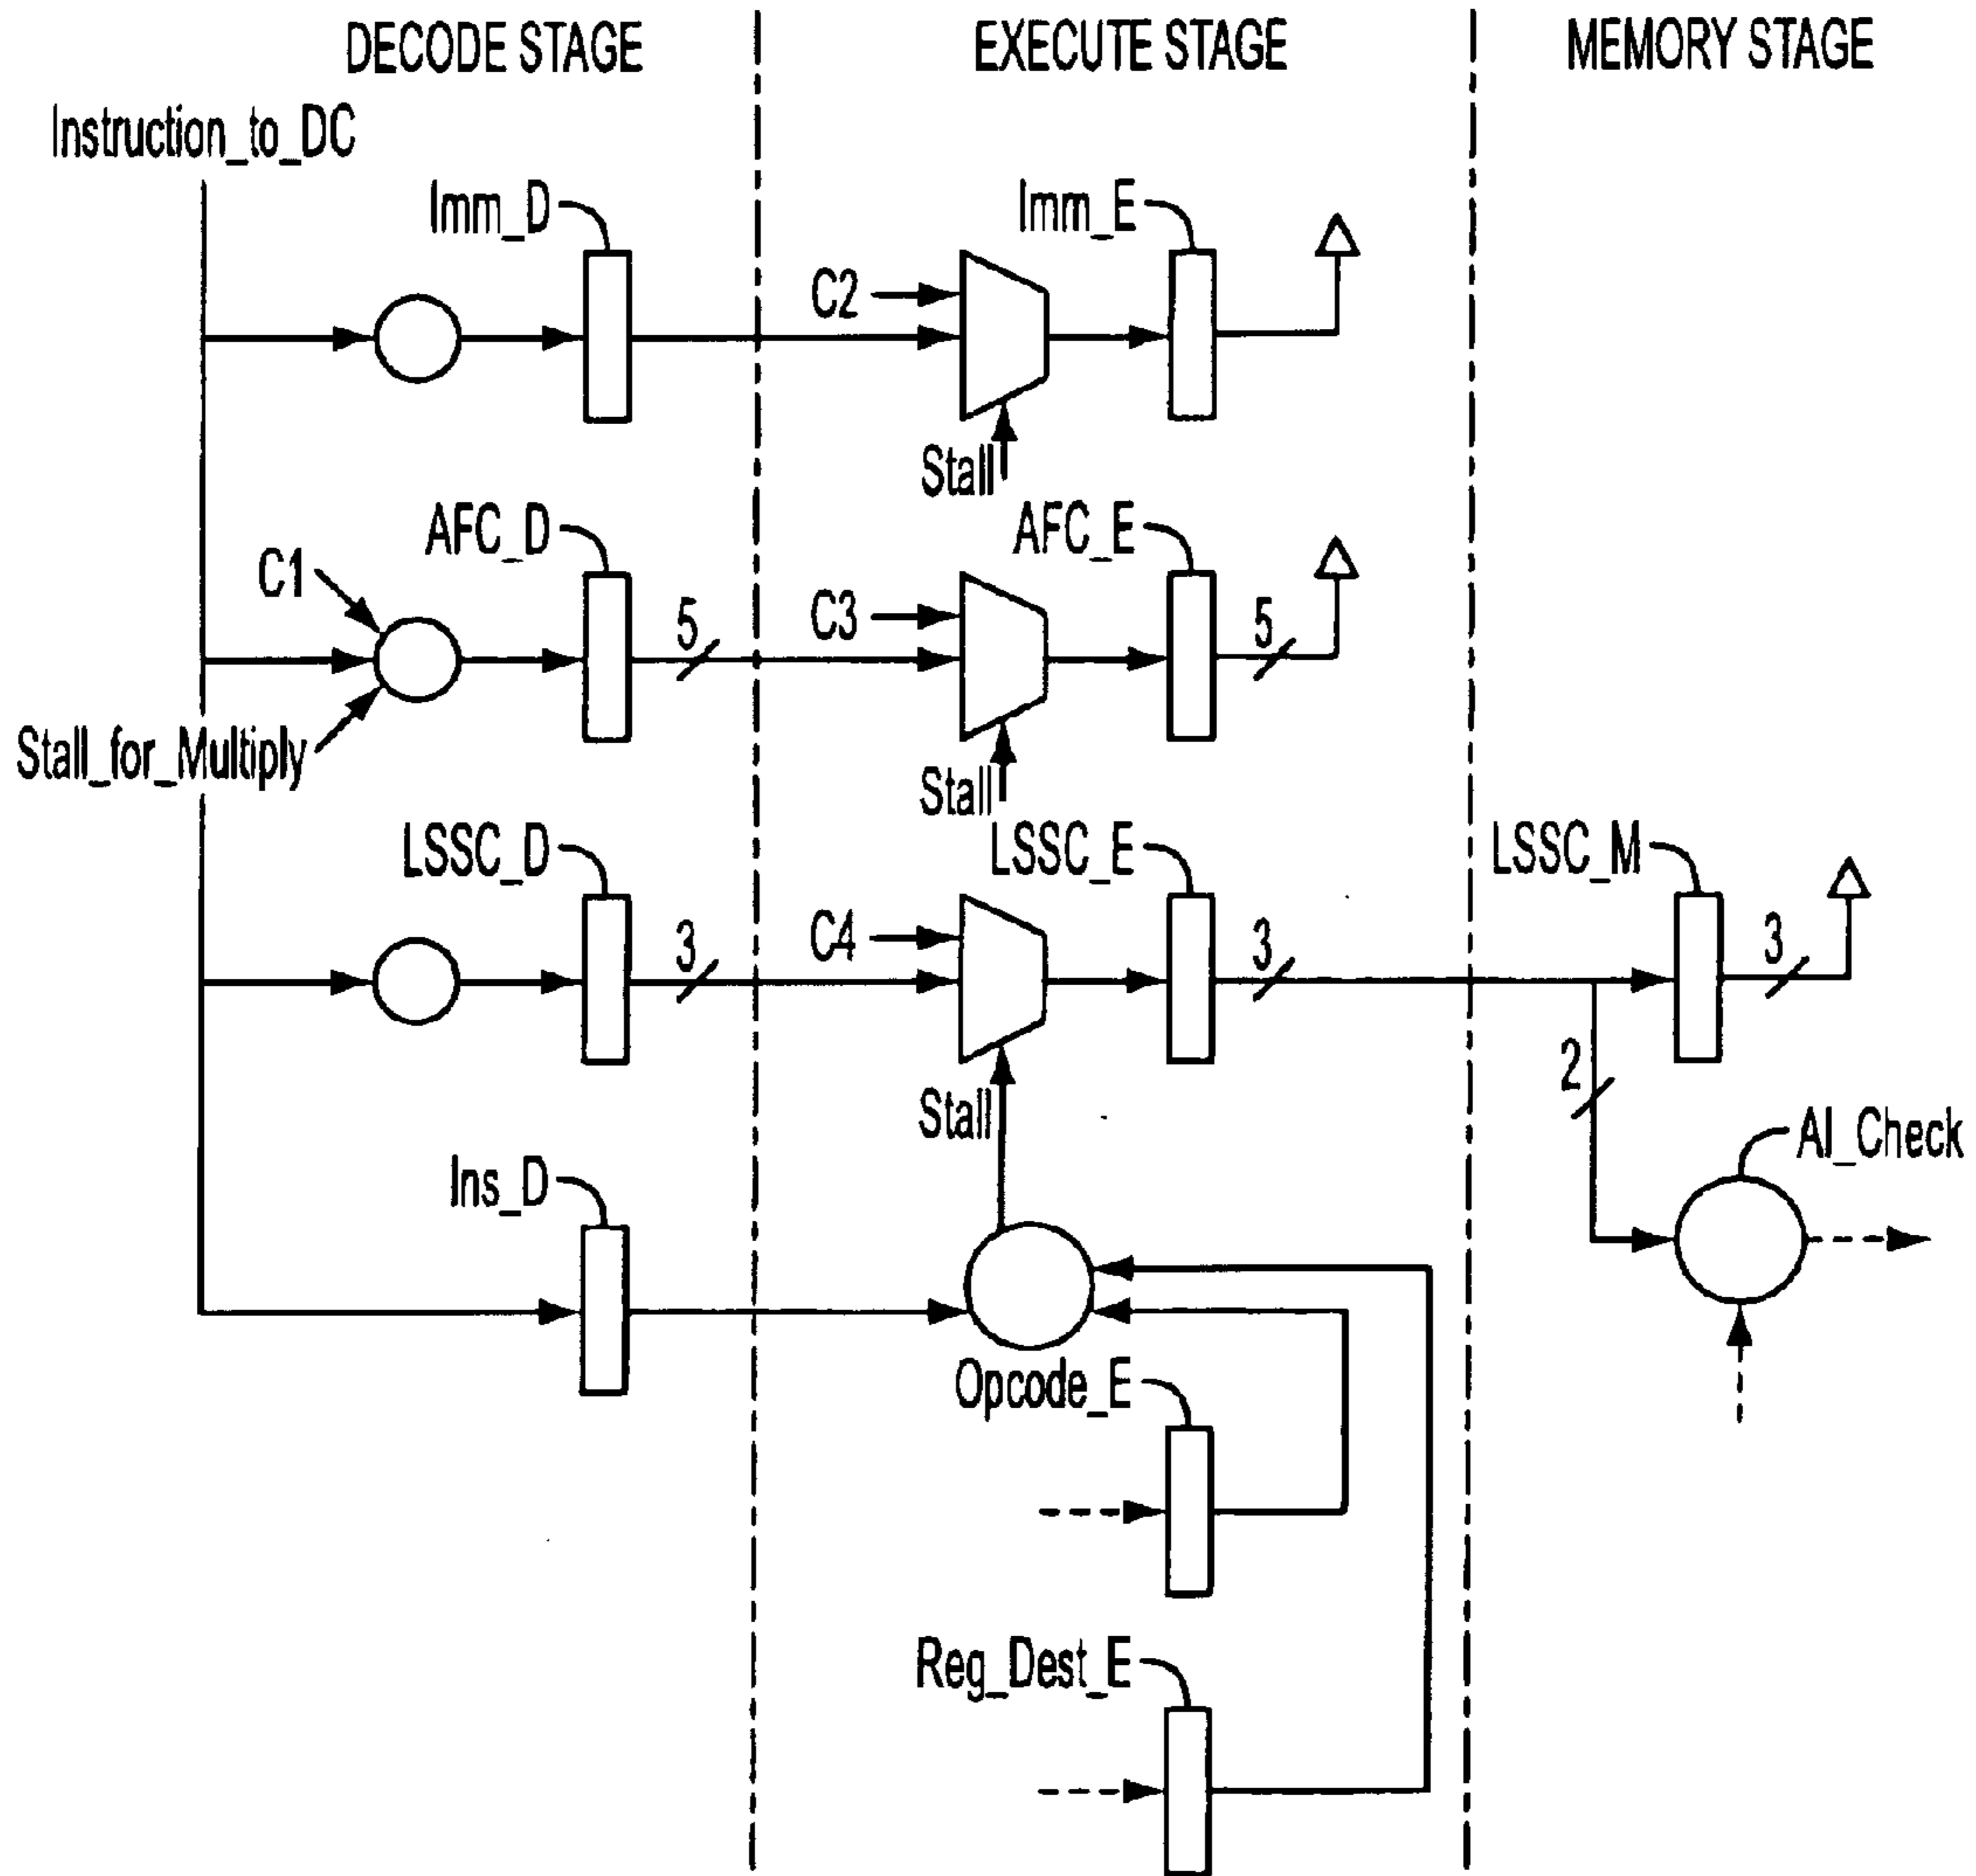 DECODE STAGE
EXECUTE STAGE
MEMORY STAGE
Instruction_to_DC
Imm_D
Imm_E
C2
Stall
AFC_D
AFC_E
C1
5
C3
5
Stall_for_Multiply
Stall
LSSC_D
LSSC_E
LSSC_M
3
C4
3
3
2
Stall
AI_Check
Ins_D
Opcode_E
Reg_Dest_E